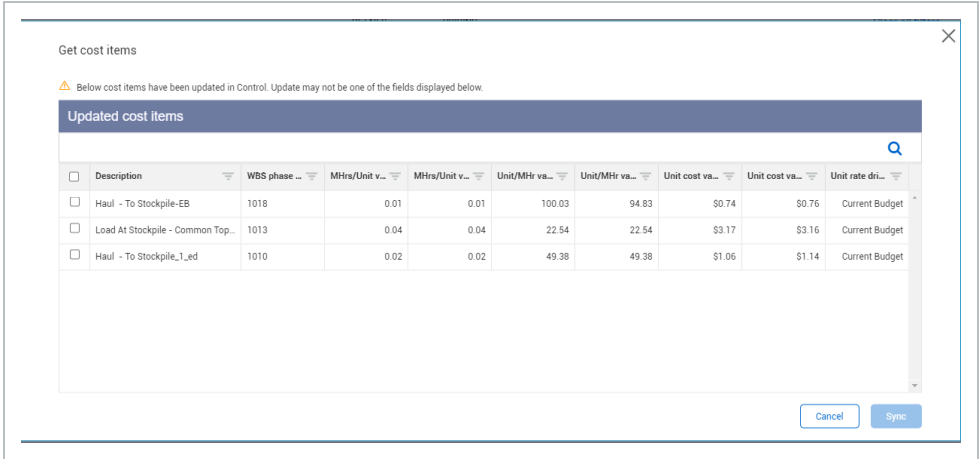 Get cost items
Below cost items have been updated in Control. Update may not be one of the fields displayed below.
Updated cost items
Description WBS phase ... MHrs/Unit v... MHrs/Unit v... Unit/MHr va... Unit/MHr va... Unit cost va... Unit cost va... Unit rate dri...
Haul - To Stockpile-EB 1018 0.01 0.01 100.03 94.83 $0.74 $0.76 Current Budget
Load At Stockpile - Common Top... 1013 0.04 0.04 22.54 22.54 $3.17 $3.16 Current Budget
Haul - To Stockpile_1_ed 1010 0.02 0.02 49.38 49.38 $1.06 $1.14 Current Budget
Cancel Sync